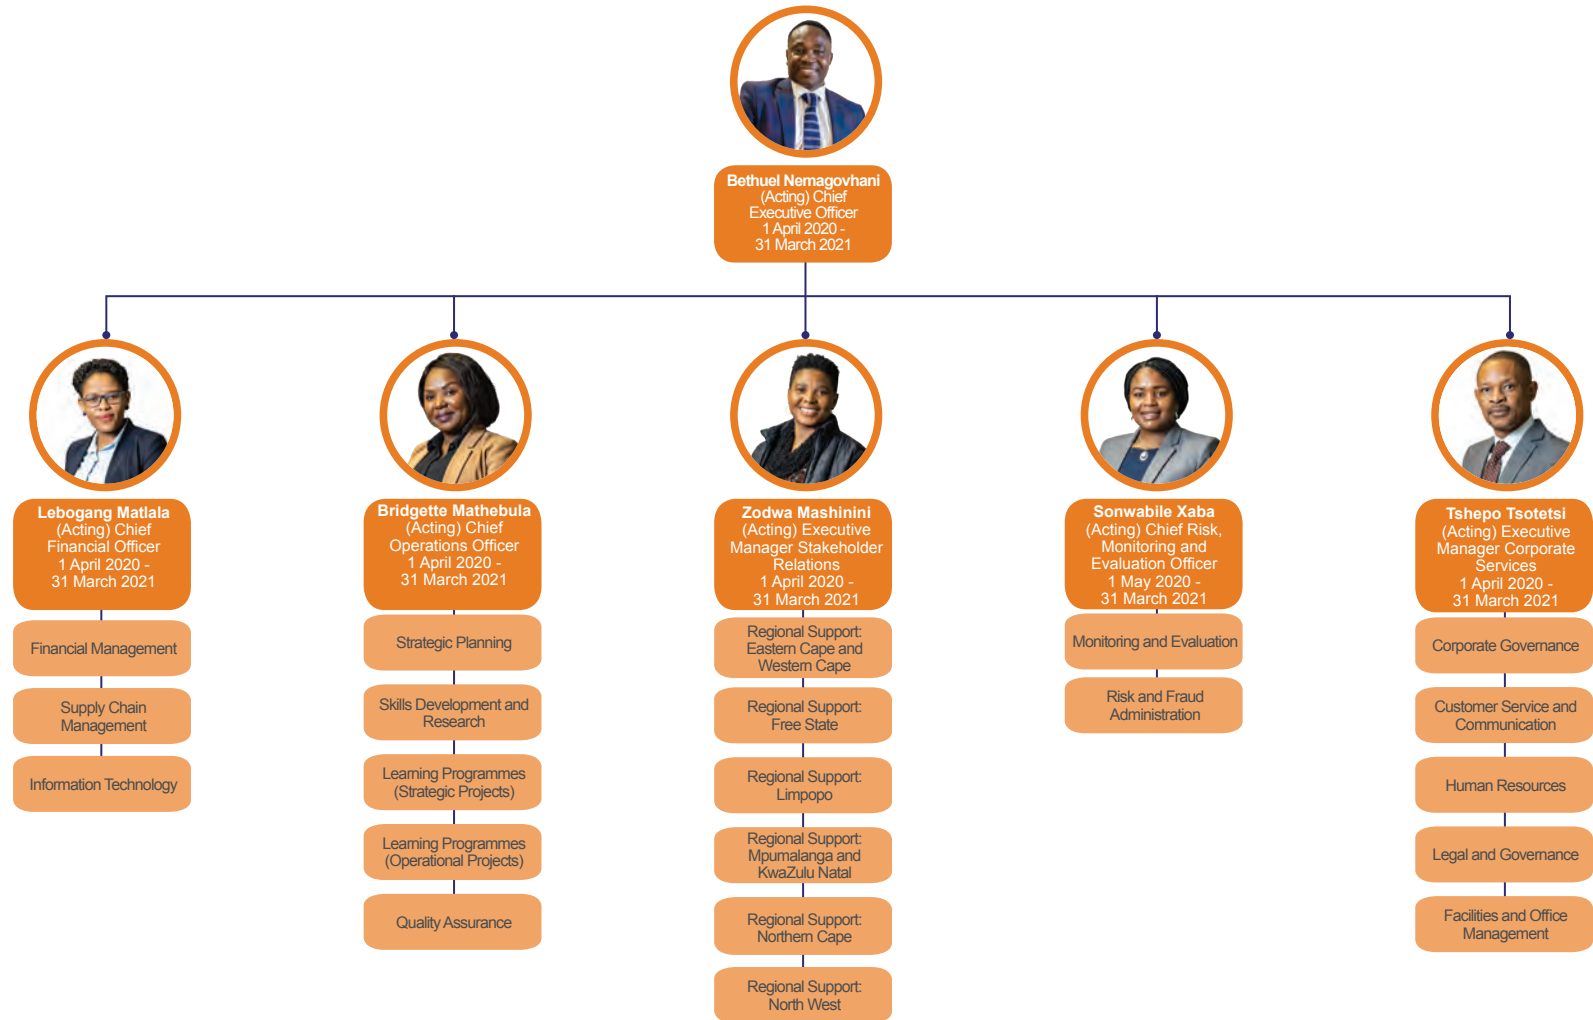 Bethuel Nemagovhani
(Acting) Chief
Executive Officer
1 April 2020 -
31 March 2021
Lebogang Matlala
(Acting) Chief
Financial Officer
1 April 2020 -
31 March 2021
Financial Management
Supply Chain
Management
Information Technology
Bridgette Mathebula
(Acting) Chief
Operations Officer
1 April 2020 -
31 March 2021
Strategic Planning
Skills Development and
Research
Learning Programmes
(Strategic Projects)
Learning Programmes
(Operational Projects)
Quality Assurance
Zodwa Mashinini
(Acting) Executive
Manager Stakeholder
Relations
1 April 2020 -
31 March 2021
Regional Support:
Eastern Cape and
Western Cape
Regional Support:
Free State
Regional Support:
Limpopo
Regional Support:
Mpumalanga and
KwaZulu Natal
Regional Support:
Northern Cape
Regional Support:
North West
Sonwabile Xaba
(Acting) Chief Risk,
Monitoring and
Evaluation Officer
1 May 2020 -
31 March 2021
Monitoring and Evaluation
Risk and Fraud
Administration
Tshepo Tsotetsi
(Acting) Executive
Manager Corporate
Services
1 April 2020 -
31 March 2021
Corporate Governance
Customer Service and
Communication
Human Resources
Legal and Governance
Facilities and Office
Management